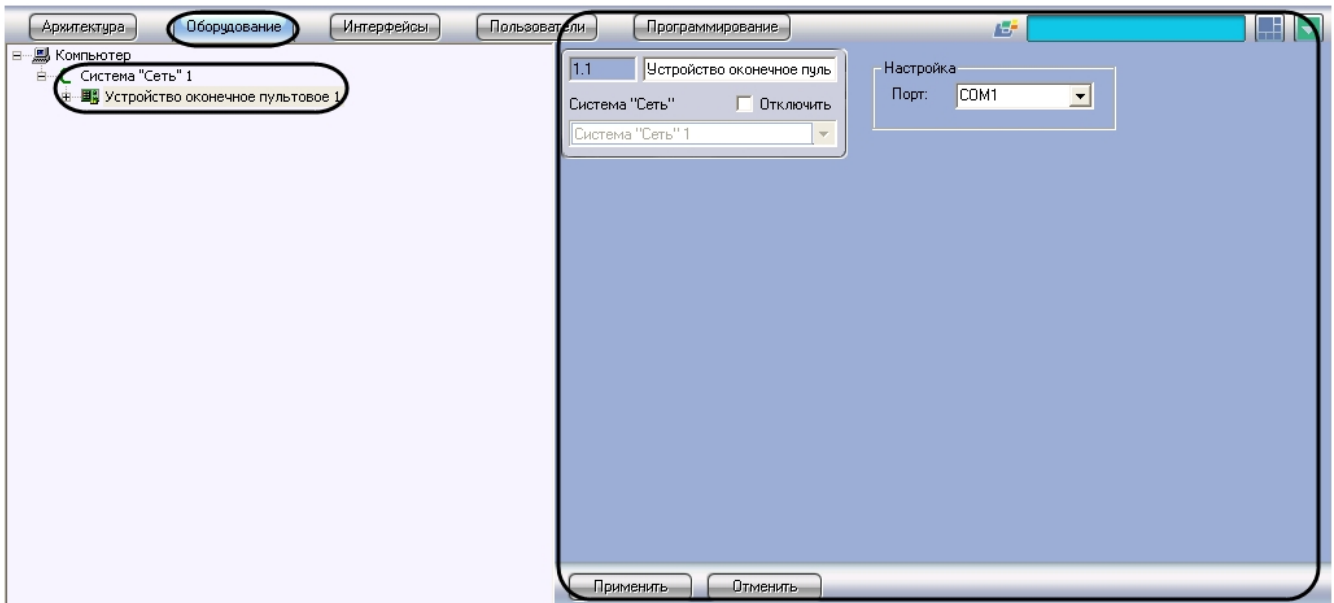 Архитектура Оборудование Интерфейсы Пользователи Программирование
Компьютер
Система "Сеть" 1
Устройство оконечное пультовое 1
1.1 Устройство оконечное пуль
Система "Сеть" Отключить
Система "Сеть" 1
Настройка
Порт: COM1
Применить Отменить